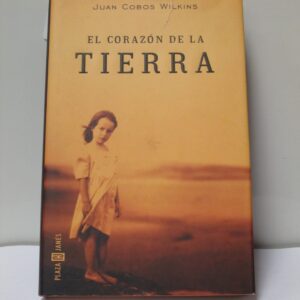 Juan Cobos Wilkins
EL CORAZÓN DE LA
TIERRA
PLAZA JANÉS